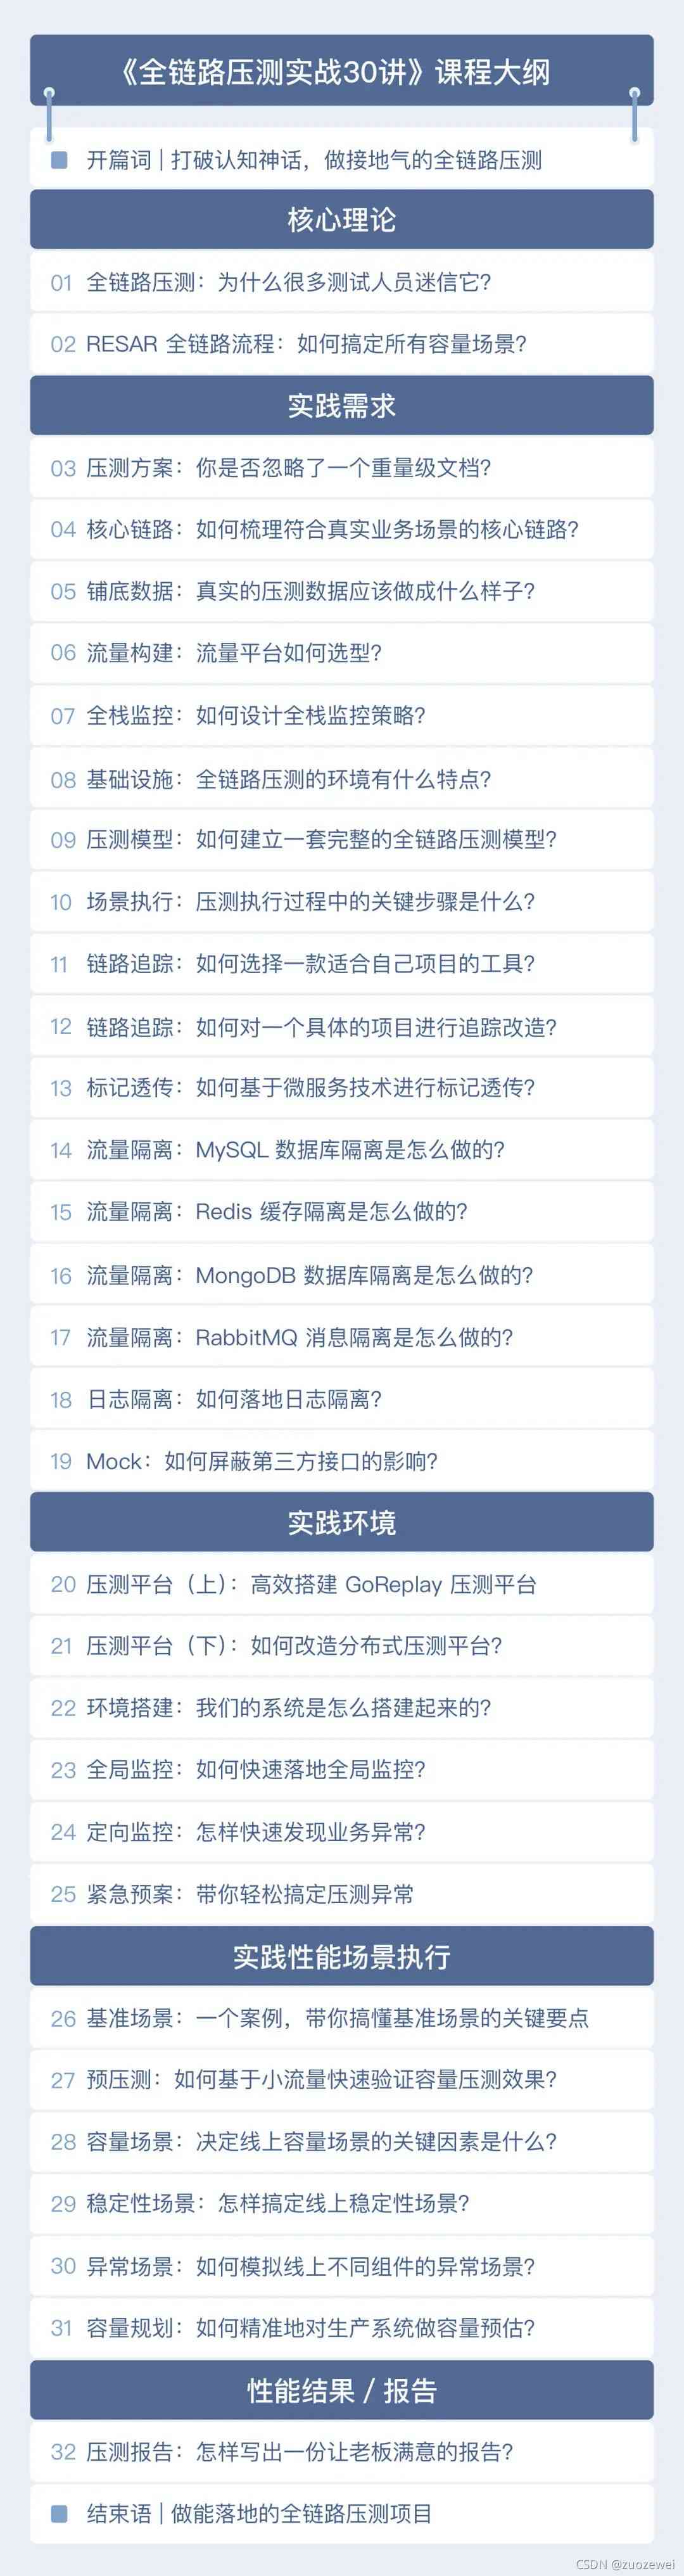 《全链路压测实战30讲》课程大纲
开篇词 | 打破认知神话，做接地气的全链路压测
核心理论
01 全链路压测：为什么很多测试人员迷信它？
02 RESAR 全链路流程：如何搞定所有容量场景？
实践需求
03 压测方案：你是否忽略了一个重量级文档？
04 核心链路：如何梳理符合真实业务场景的核心链路？
05 铺底数据：真实的压测数据应该做成什么样子？
06 流量构建：流量平台如何选型？
07 全栈监控：如何设计全栈监控策略？
08 基础设施：全链路压测的环境有什么特点？
09 压测模型：如何建立一套完整的全链路压测模型？
10 场景执行：压测执行过程中的关键步骤是什么？
11 链路追踪：如何选择一款适合自己项目的工具？
12 链路追踪：如何对一个具体的项目进行追踪改造？
13 标记透传：如何基于微服务技术进行标记透传？
14 流量隔离：MySQL 数据库隔离是怎么做的？
15 流量隔离：Redis 缓存隔离是怎么做的？
16 流量隔离：MongoDB 数据库隔离是怎么做的？
17 流量隔离：RabbitMQ 消息隔离是怎么做的？
18 日志隔离：如何落地日志隔离？
19 Mock：如何屏蔽第三方接口的影响？
实践环境
20 压测平台（上）：高效搭建 GoReplay 压测平台
21 压测平台（下）：如何改造分布式压测平台？
22 环境搭建：我们的系统是怎么搭建起来的？
23 全局监控：如何快速落地全局监控？
24 定向监控：怎样快速发现业务异常？
25 紧急预案：带你轻松搞定压测异常
实践性能场景执行
26 基准场景：一个案例，带你搞懂基准场景的关键要点
27 预压测：如何基于小流量快速验证容量压测效果？
28 容量场景：决定线上容量场景的关键因素是什么？
29 稳定性场景：怎样搞定线上稳定性场景？
30 异常场景：如何模拟线上不同组件的异常场景？
31 容量规划：如何精准地对生产系统做容量预估？
性能结果 / 报告
32 压测报告：怎样写出一份让老板满意的报告？
结束语 | 做能落地的全链路压测项目
CSDN @zuozewei